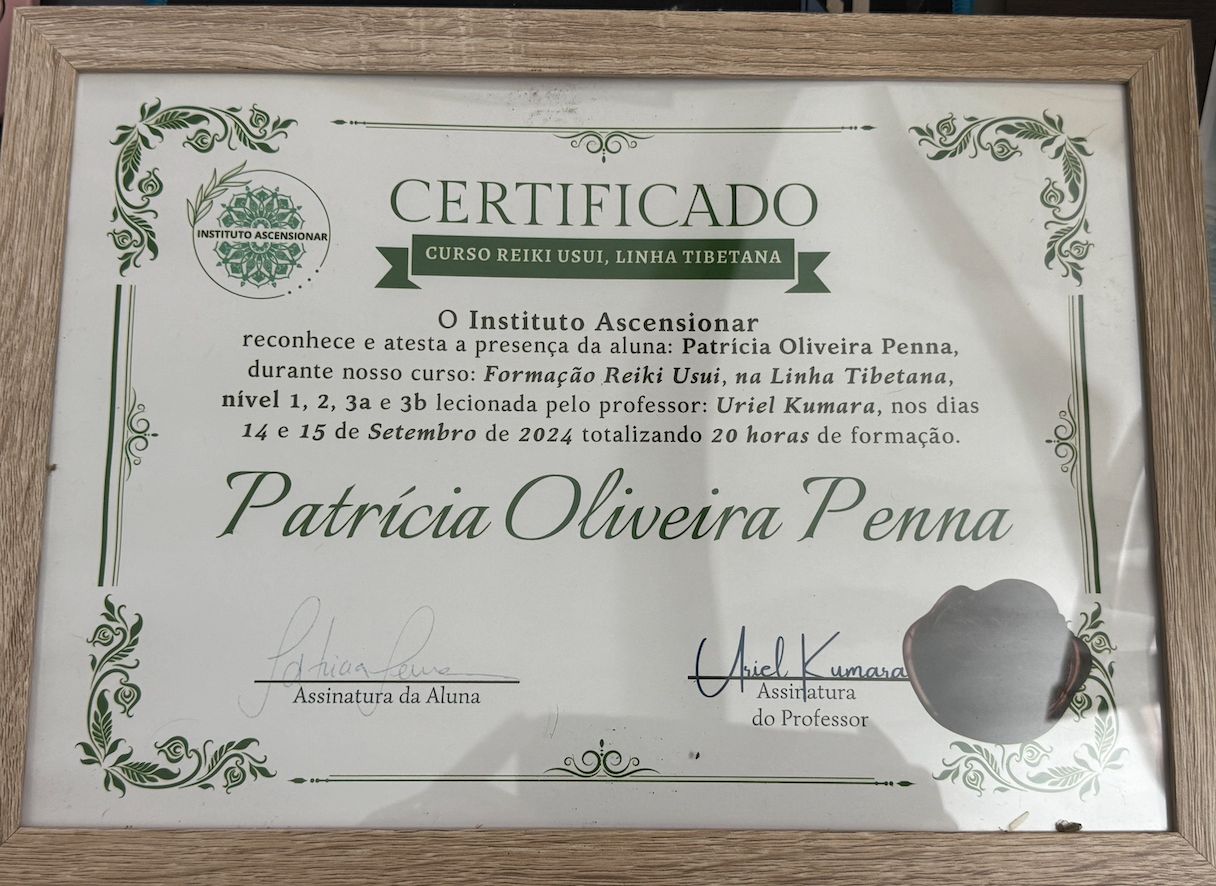 CERTIFICADO
INSTITUTO ASCENSIONAR
CURSO REIKI USUI, LINHA TIBETANA
O Instituto Ascensionar
reconhece e atesta a presença da aluna: Patrícia Oliveira Penna,
durante nosso curso: Formação Reiki Usui, na Linha Tibetana,
nível 1, 2, 3a e 3b lecionada pelo professor: Uriel Kumara, nos dias
14 e 15 de Setembro de 2024 totalizando 20 horas de formação.
Patrícia Oliveira Penna
Patricia Penna
Assinatura da Aluna
Uriel Kumara
Assinatura
do Professor